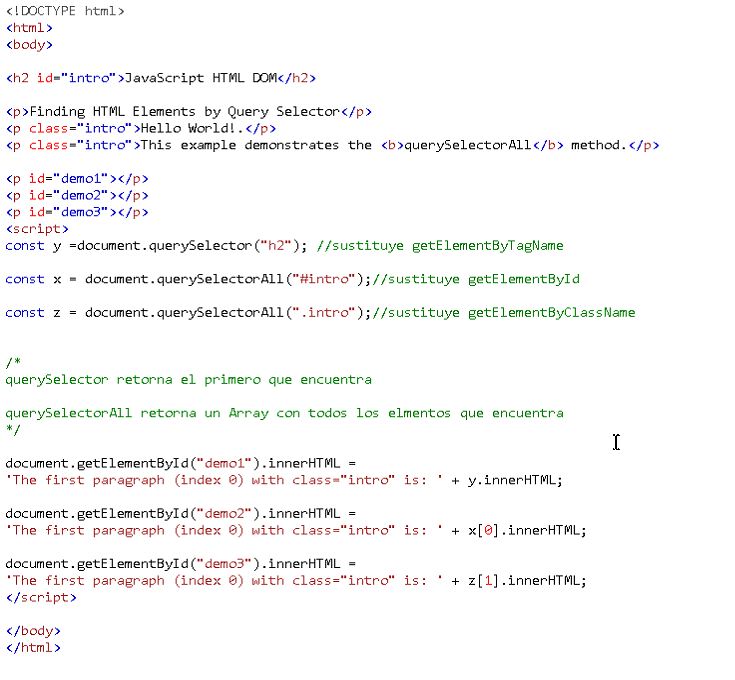 <!DOCTYPE html>
<html>
<body>
<h2 id="intro">JavaScript HTML DOM</h2>
<p>Finding HTML Elements by Query Selector</p>
<p class="intro">Hello World!.</p>
<p class="intro">This example demonstrates the <b>querySelectorAll</b> method.</p>
<p id="demo1"></p>
<p id="demo2"></p>
<p id="demo3"></p>
<script>
const y =document.querySelector("h2"); //sustituye getElementByTagName
const x = document.querySelectorAll("#intro");//sustituye getElementById
const z = document.querySelectorAll(".intro");//sustituye getElementByClassName
/*
querySelector retorna el primero que encuentra
querySelectorAll retorna un Array con todos los elmentos que encuentra
*/
document.getElementById("demo1").innerHTML =
'The first paragraph (index 0) with class="intro" is: ' + y.innerHTML;
document.getElementById("demo2").innerHTML =
'The first paragraph (index 0) with class="intro" is: ' + x[0].innerHTML;
document.getElementById("demo3").innerHTML =
'The first paragraph (index 0) with class="intro" is: ' + z[1].innerHTML;
</script>
</body>
</html>